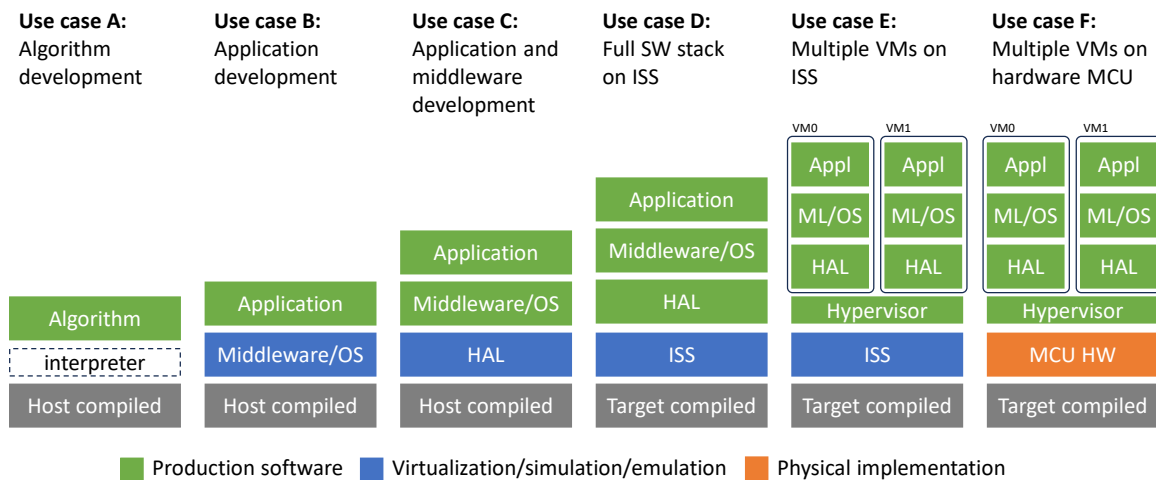 Use case A:
Algorithm
development
Use case B:
Application
development
Use case C:
Application and
middleware
development
Use case D:
Full SW stack
on ISS
Use case E:
Multiple VMs on
ISS
Use case F:
Multiple VMs on
hardware MCU
Algorithm
interpreter
Host compiled
Application
Middleware/OS
Host compiled
Application
Middleware/OS
HAL
Host compiled
Application
Middleware/OS
HAL
ISS
Target compiled
VM0
VM1
Appl
Appl
ML/OS
ML/OS
HAL
HAL
Hypervisor
ISS
Target compiled
VM0
VM1
Appl
Appl
ML/OS
ML/OS
HAL
HAL
Hypervisor
MCU HW
Target compiled
Production software
Virtualization/simulation/emulation
Physical implementation